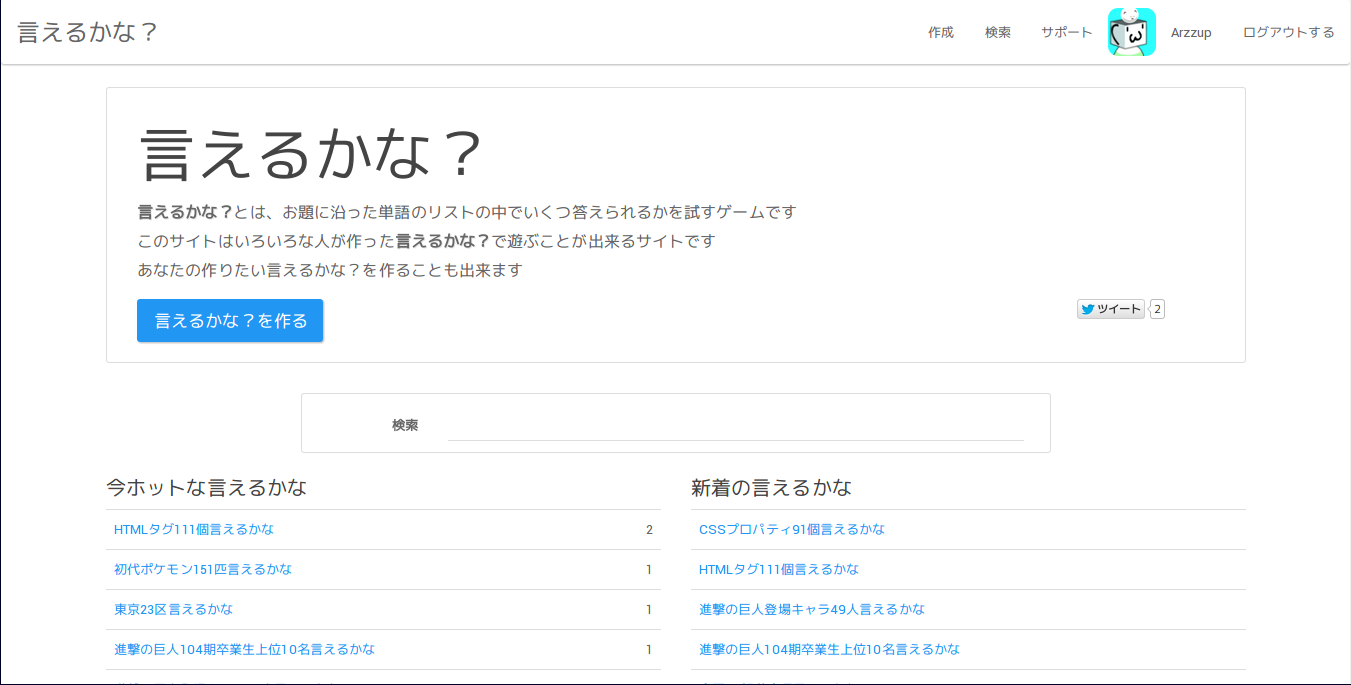 言えるかな？
作成 検索 サポート Arzzup ログアウトする
言えるかな？
言えるかな？とは、お題に沿った単語のリストの中でいくつ答えられるかを試すゲームです
このサイトはいろいろな人が作った言えるかな？で遊ぶことが出来るサイトです
あなたの作りたい言えるかな？を作ることも出来ます
言えるかな？を作る
ツイート 2
検索
今ホットな言えるかな
HTMLタグ111個言えるかな 2
初代ポケモン151匹言えるかな 1
東京23区言えるかな 1
進撃の巨人104期卒業生上位10名言えるかな 1
新着の言えるかな
CSSプロパティ91個言えるかな
HTMLタグ111個言えるかな
進撃の巨人登場キャラ49人言えるかな
進撃の巨人104期卒業生上位10名言えるかな